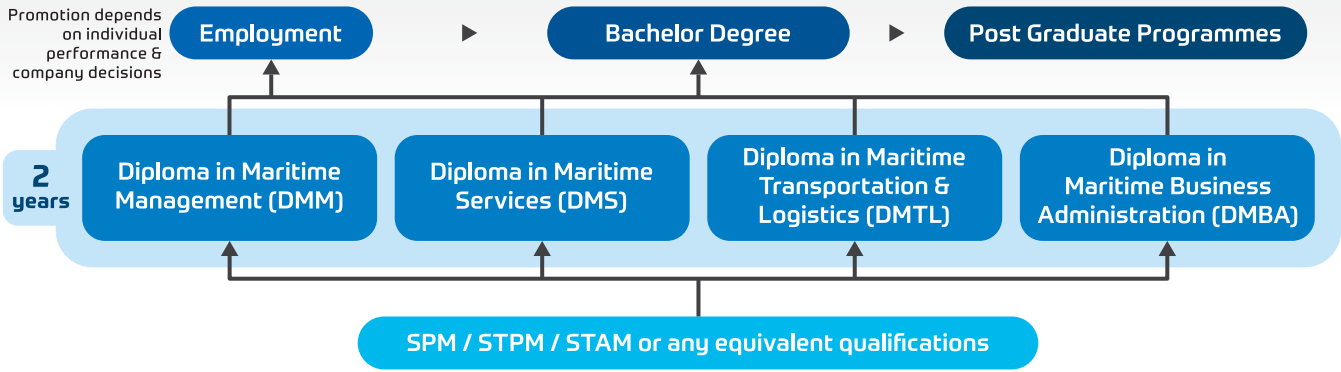 Promotion depends
on individual
performance &
company decisions
Employment
Bachelor Degree
Post Graduate Programmes
2
years
Diploma in Maritime
Management (DMM)
Diploma in Maritime
Services (DMS)
Diploma in Maritime
Transportation &
Logistics (DMTL)
Diploma in
Maritime Business
Administration (DMBA)
SPM / STPM / STAM or any equivalent qualifications